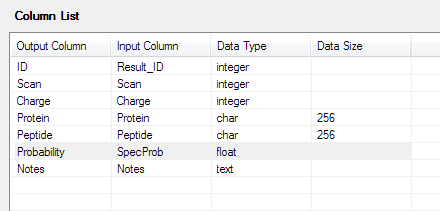 Column List
Output Column Input Column Data Type Data Size
ID Result_ID integer
Scan Scan integer
Charge Charge integer
Protein Protein char 256
Peptide Peptide char 256
Probability SpecProb float
Notes Notes text